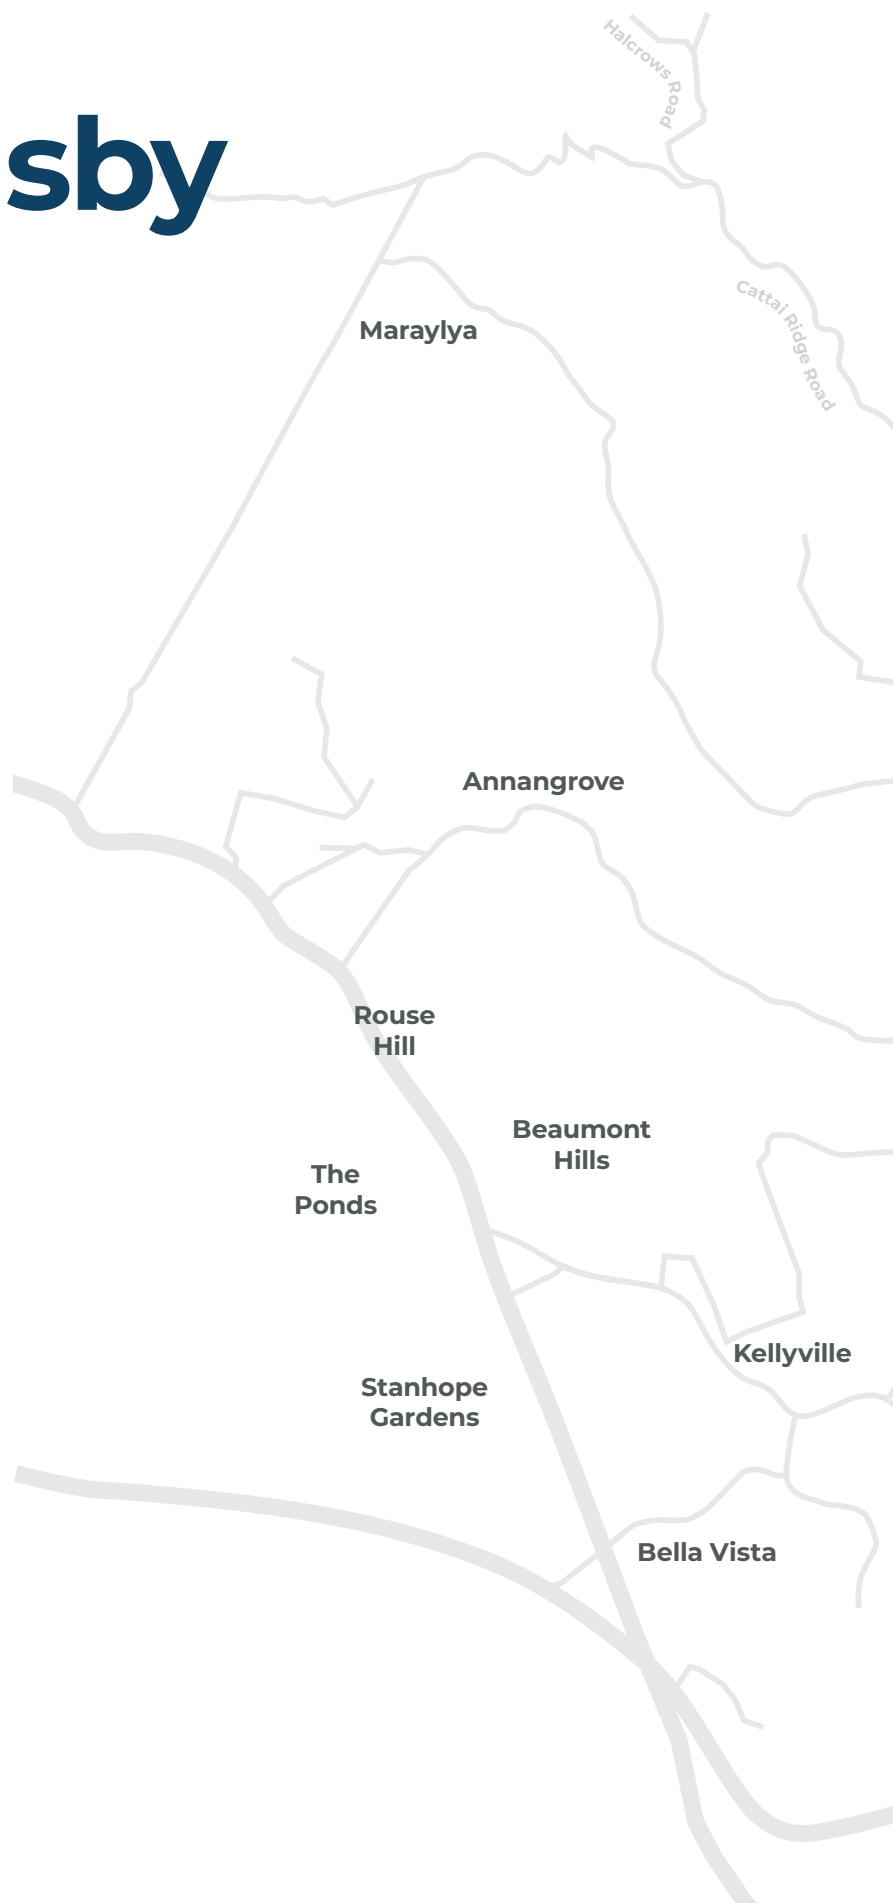 Halcrows Road
sby
Cattai Ridge Road
Maraylya
Annangrove
Rouse
Hill
Beaumont
Hills
The
Ponds
Kellyville
Stanhope
Gardens
Bella Vista